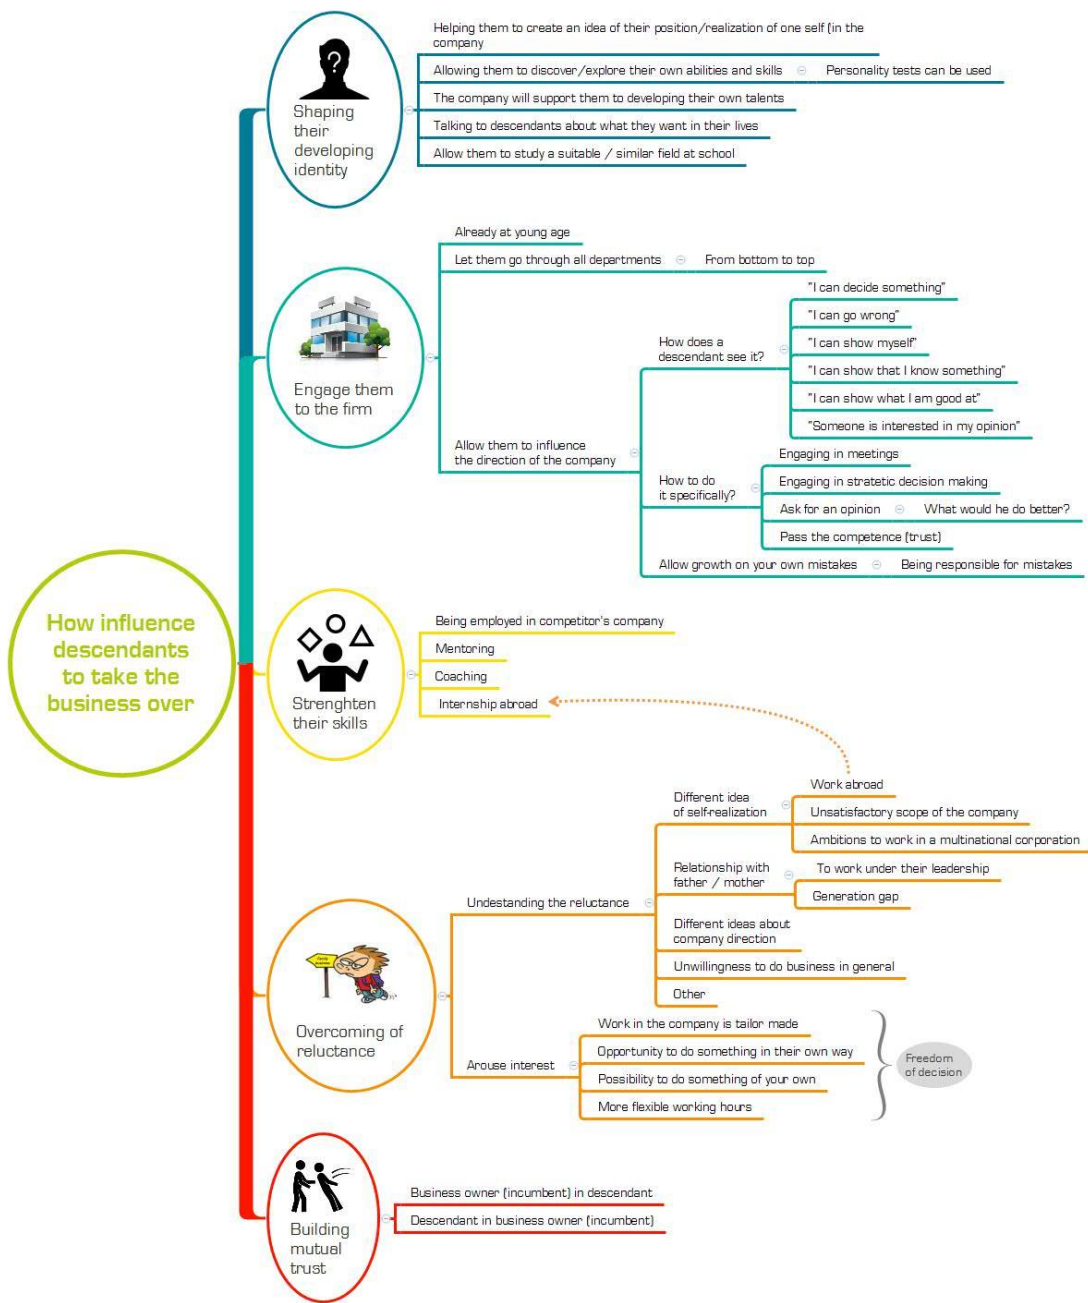 How influence
descendants
to take the
business over
Shaping
their
developing
identity
Helping them to create an idea of their position/realization of one self (in the
company
Allowing them to discover/explore their own abilities and skills
Personality tests can be used
The company will support them to developing their own talents
Talking to descendants about what they want in their lives
Allow them to study a suitable / similar field at school
Engage them
to the firm
Already at young age
Let them go through all departments
From bottom to top
Allow them to influence
the direction of the company
How does a
descendant see it?
"I can decide something"
"I can go wrong"
"I can show myself"
"I can show that I know something"
"I can show what I am good at"
"Someone is interested in my opinion"
How to do
it specifically?
Engaging in meetings
Engaging in stratetic decision making
Ask for an opinion
What would he do better?
Pass the competence (trust)
Allow growth on your own mistakes
Being responsible for mistakes
Strenghten
their skills
Being employed in competitor's company
Mentoring
Coaching
Internship abroad
Overcoming of
reluctance
Undestanding the reluctance
Different idea
of self-realization
Work abroad
Unsatisfactory scope of the company
Ambitions to work in a multinational corporation
Relationship with
father / mother
To work under their leadership
Generation gap
Different ideas about
company direction
Unwillingness to do business in general
Other
Arouse interest
Work in the company is tailor made
Opportunity to do something in their own way
Possibility to do something of your own
More flexible working hours
Freedom
of decision
Building
mutual
trust
Business owner (incumbent) in descendant
Descendant in business owner (incumbent)